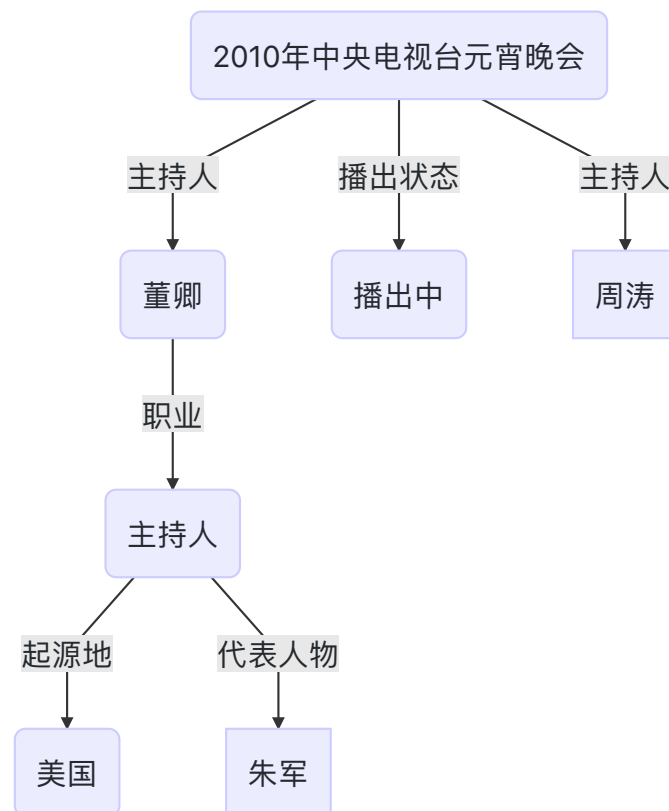 2010年中央电视台元宵晚会
主持人
播出状态
主持人
董卿
播出中
周涛
职业
主持人
起源地
代表人物
美国
朱军